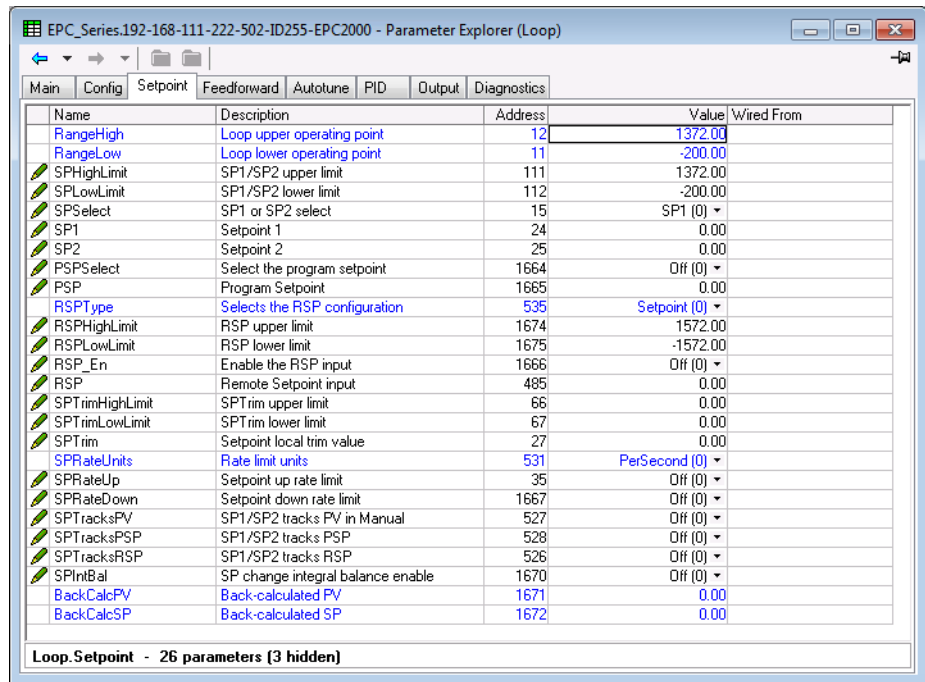 EPC_Series.192-168-111-222-502-ID255-EPC2000 - Parameter Explorer (Loop)
Main Config Setpoint Feedforward Autotune PID Output Diagnostics
Name Description Address Value Wired From
RangeHigh Loop upper operating point 12 1372.00
RangeLow Loop lower operating point 11 -200.00
SPHighLimit SP1/SP2 upper limit 111 1372.00
SPLowLimit SP1/SP2 lower limit 112 -200.00
SPSelect SP1 or SP2 select 15 SP1 (0)
SP1 Setpoint 1 24 0.00
SP2 Setpoint 2 25 0.00
PSPSelect Select the program setpoint 1664 Off (0)
PSP Program Setpoint 1665 0.00
RSPType Selects the RSP configuration 535 Setpoint (0)
RSPHighLimit RSP upper limit 1674 1572.00
RSPLowLimit RSP lower limit 1675 -1572.00
RSP_En Enable the RSP input 1666 Off (0)
RSP Remote Setpoint input 485 0.00
SPTrimHighLimit SPTrim upper limit 66 0.00
SPTrimLowLimit SPTrim lower limit 67 0.00
SPTrim Setpoint local trim value 27 0.00
SPRateUnits Rate limit units 531 PerSecond (0)
SPRateUp Setpoint up rate limit 35 Off (0)
SPRateDown Setpoint down rate limit 1667 Off (0)
SPTracksPV SP1/SP2 tracks PV in Manual 527 Off (0)
SPTracksPSP SP1/SP2 tracks PSP 528 Off (0)
SPTracksRSP SP1/SP2 tracks RSP 526 Off (0)
SPIntBal SP change integral balance enable 1670 Off (0)
BackCalcPV Back-calculated PV 1671 0.00
BackCalcSP Back-calculated SP 1672 0.00
Loop.Setpoint - 26 parameters (3 hidden)